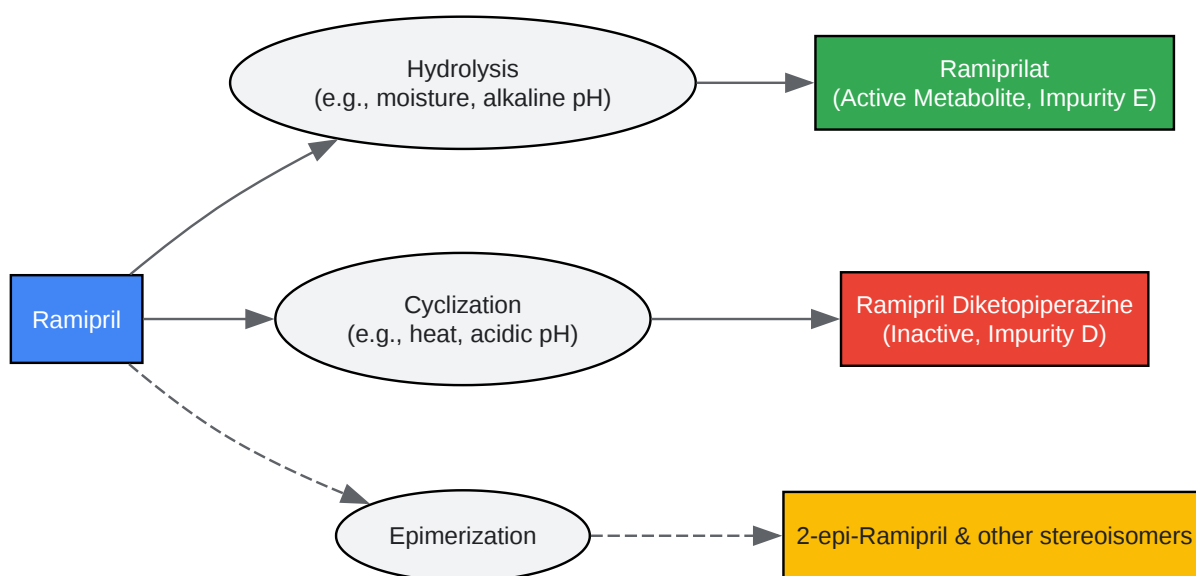 Hydrolysis
(e.g., moisture, alkaline pH)
Ramiprilat
(Active Metabolite, Impurity E)
Ramipril
Cyclization
(e.g., heat, acidic pH)
Ramipril Diketopiperazine
(Inactive, Impurity D)
Epimerization
2-epi-Ramipril & other stereoisomers